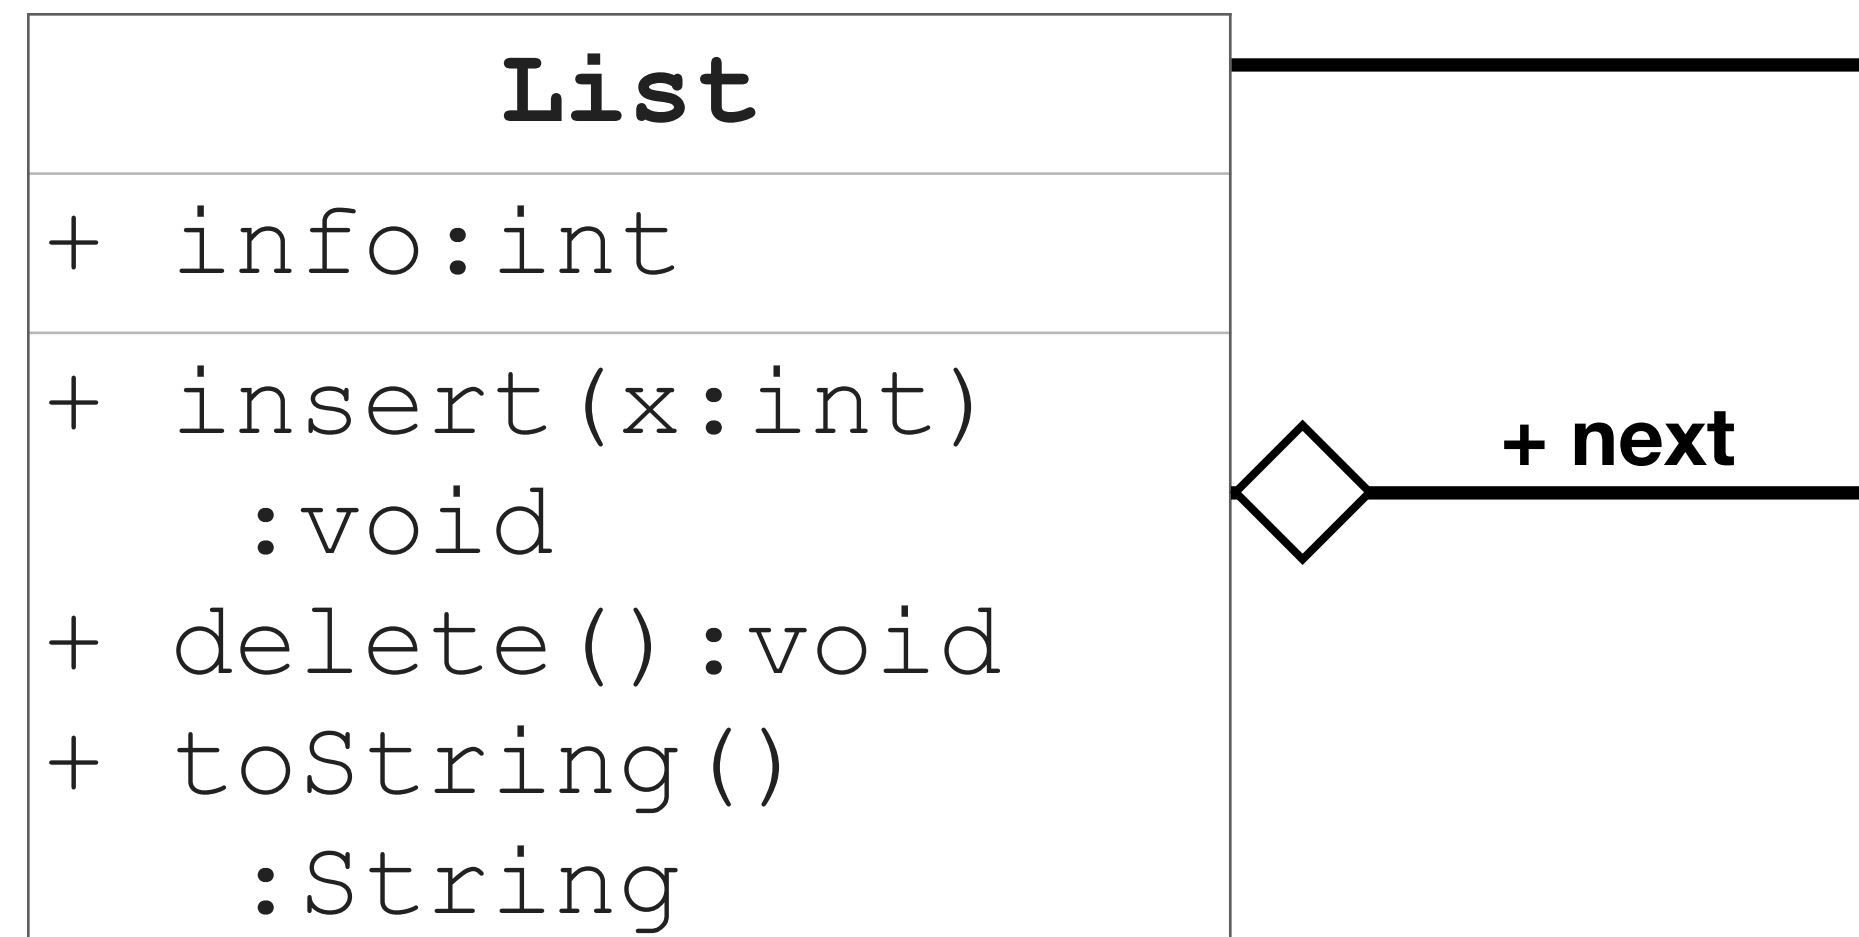 List
+ info:int
+ insert(x:int)
:void
+ next
+ delete():void
+ toString()
:String